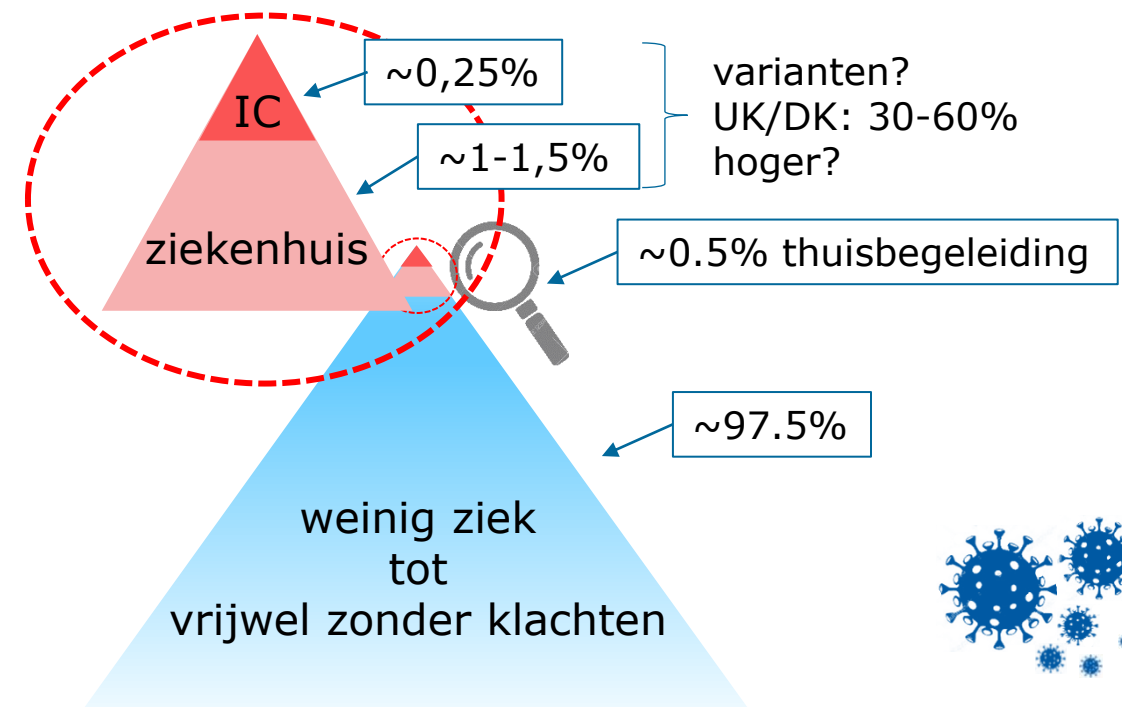 ~0,25%
IC
~1-1,5%
varianten?
UK/DK: 30-60%
hoger?
ziekenhuis
~0.5% thuisbegeleiding
~97.5%
weinig ziek
tot
vrijwel zonder klachten